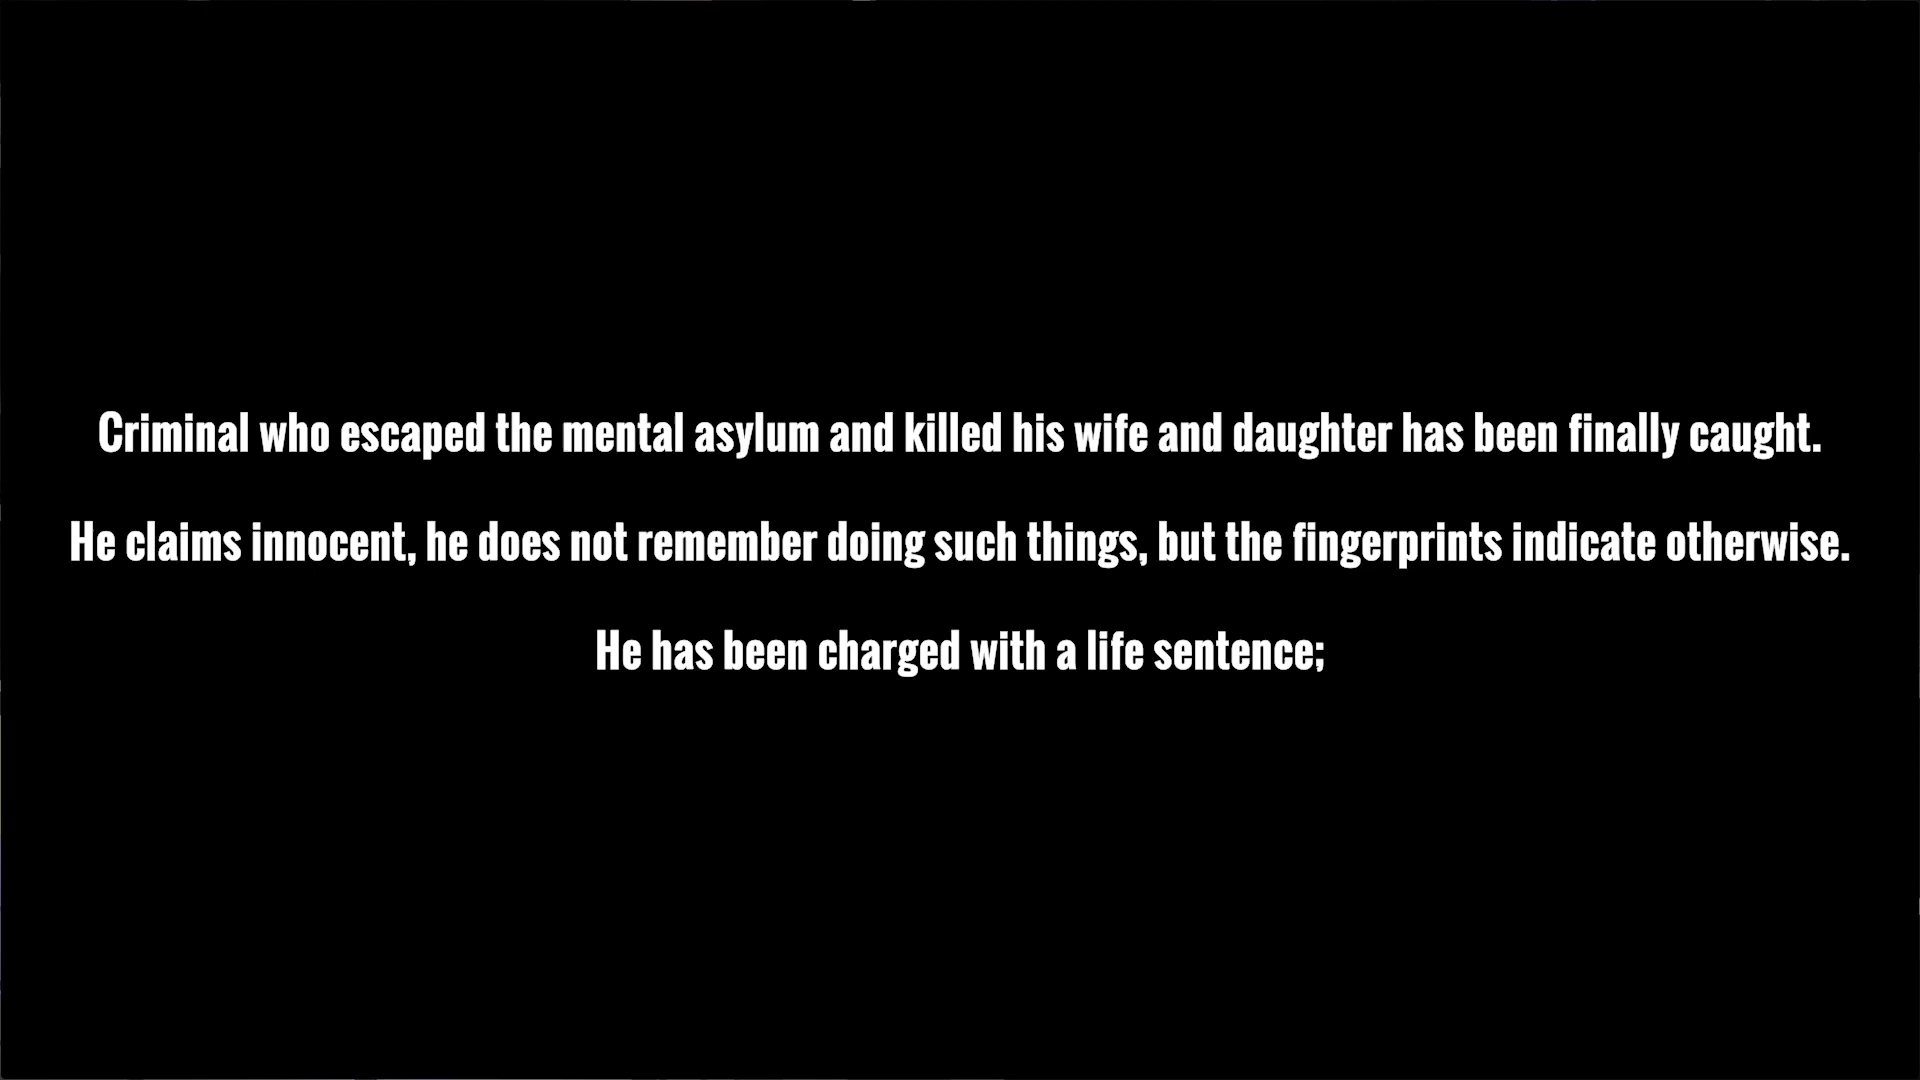 Criminal who escaped the mental asylum and killed his wife and daughter has been finally caught.
He claims innocent, he does not remember doing such things, but the fingerprints indicate otherwise.
He has been charged with a life sentence;